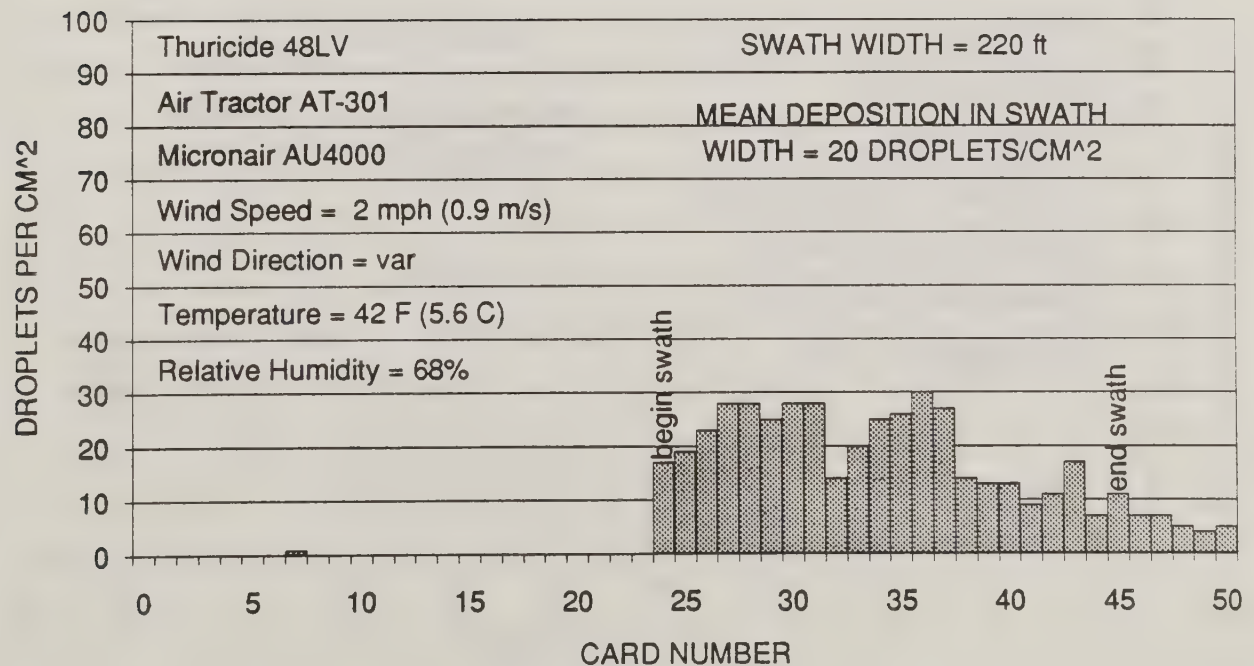 100
90
80
70
60
50
40
30
20
10
0
DROPLETS PER CM^2
Thuricide 48LV
Air Tractor AT-301
Micronair AU4000
Wind Speed = 2 mph (0.9 m/s)
Wind Direction = var
Temperature = 42 F (5.6 C)
Relative Humidity = 68%
SWATH WIDTH = 220 ft
MEAN DEPOSITION IN SWATH
WIDTH = 20 DROPLETS/CM^2
begin swath
end swath
0 5 10 15 20 25 30 35 40 45 50
CARD NUMBER